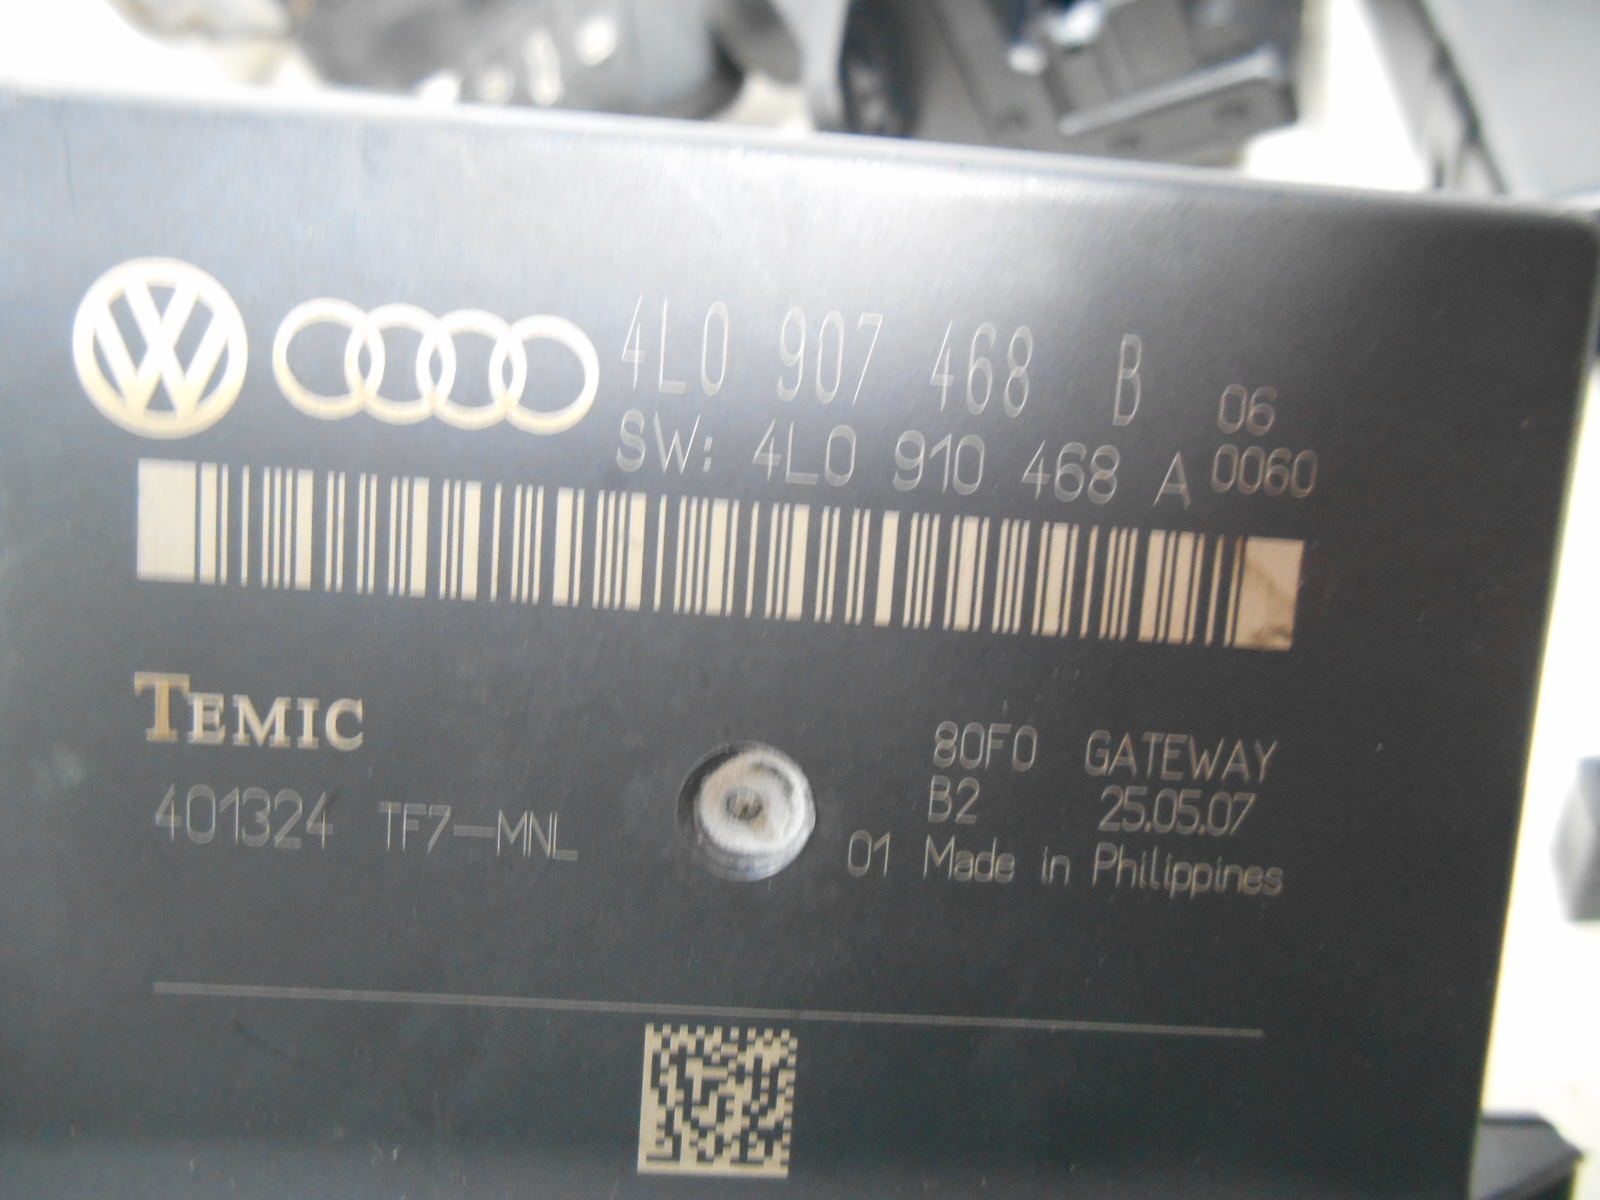 4L0 907 468 B 06
SW: 4L0 910 468 A 0060
TEMIC
80F0 GATEWAY
401324 TF7-MNL
B2 25.05.07
01 Made in Philippines